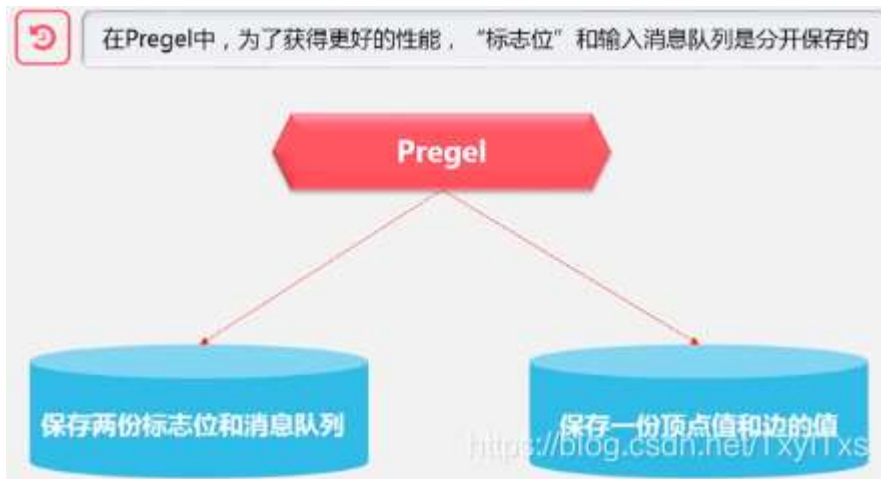 在Pregel中，为了获得更好的性能，“标志位”和输入消息队列是分开保存的
Pregel
保存两份标志位和消息队列
保存一份顶点值和边的值
https://blog.csdn.net/TxyITxs